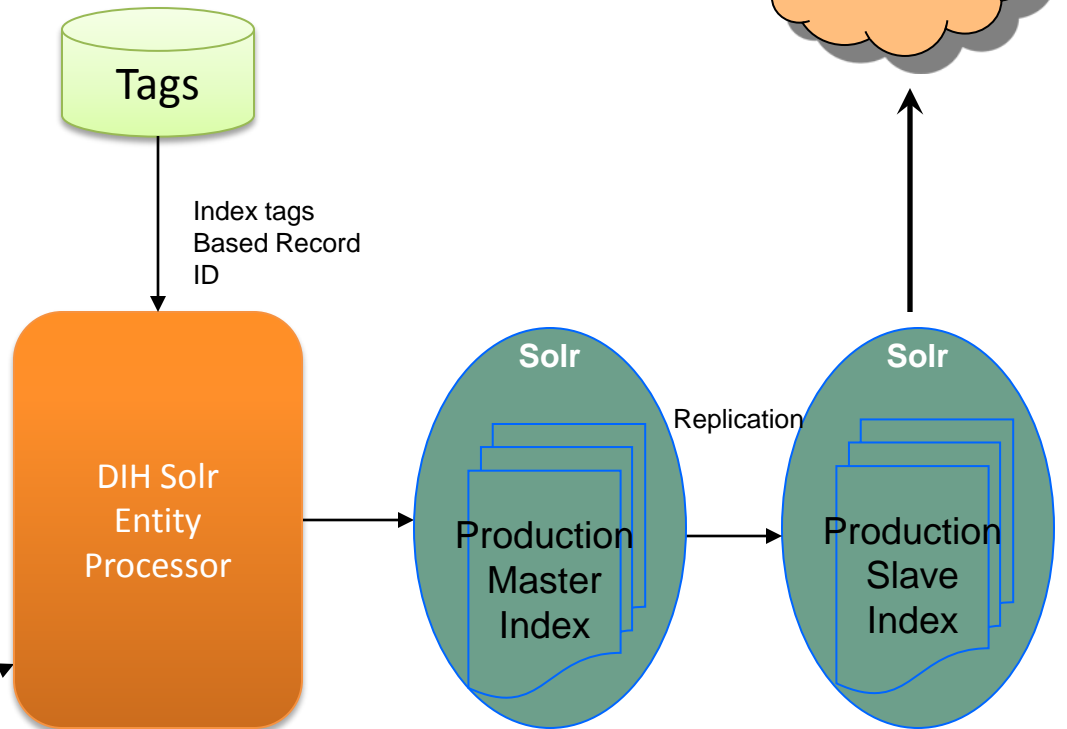 Tags
Index tags
Based Record
ID
DIH Solr
Entity
Processor
Solr
Production
Master
Index
Replication
Solr
Production
Slave
Index